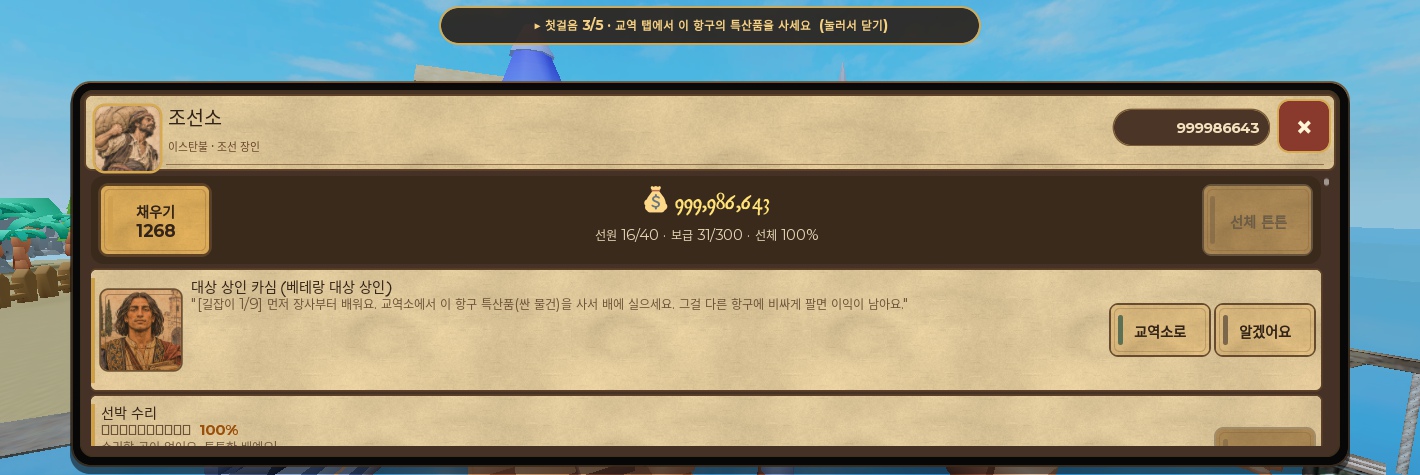 ▸ 첫걸음 3/5 · 교역 탭에서 이 항구의 특산품을 사세요 (눌러서 닫기)
조선소
이스탄불 · 조선 장인
999986643
×
채우기
1268
999,986,643
선원 16/40 · 보급 31/300 · 선체 100%
선체 튼튼
대상 상인 카심 (베테랑 대상 상인)
"[길잡이 1/9] 먼저 장사부터 배워요. 교역소에서 이 항구 특산품(싼 물건)을 사서 배에 실으세요. 그걸 다른 항구에 비싸게 팔면 이익이 남아요."
교역소로
알겠어요
선박 수리
□□□□□□□□□□ 100%